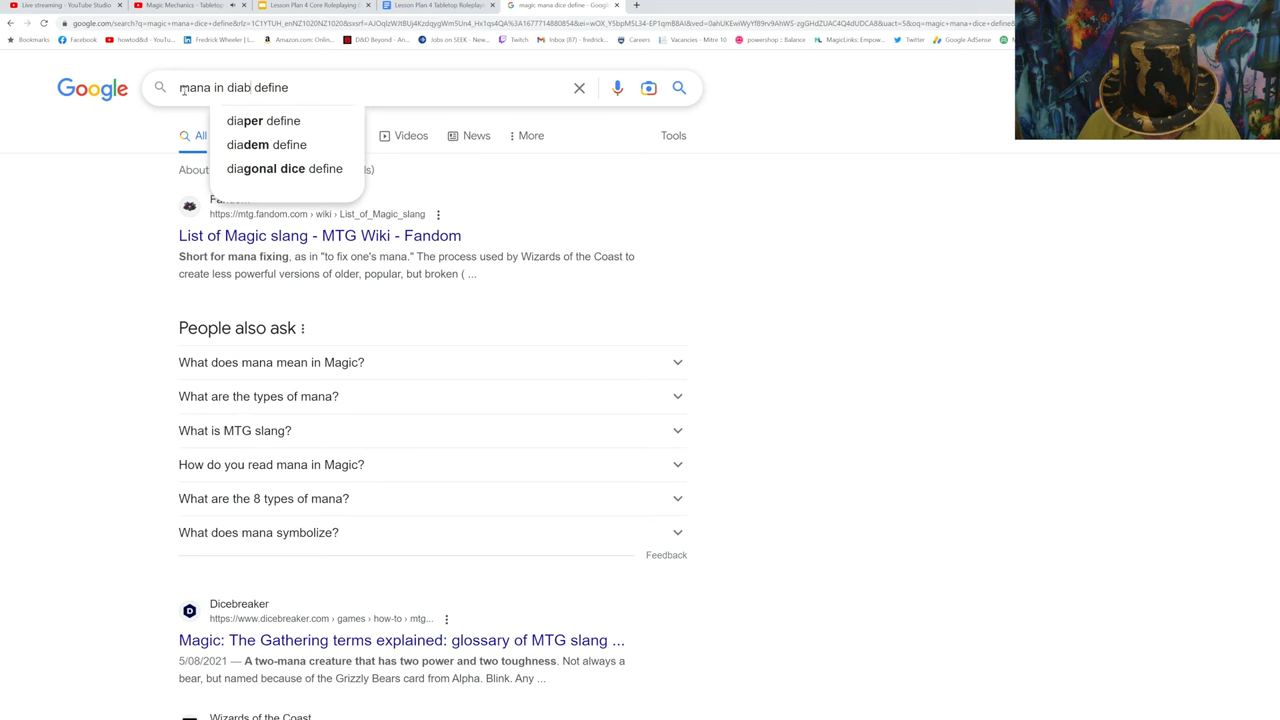 Live streaming - YouTube Studio
Magic Mechanics - Tabletop
Lesson Plan 4 Core Roleplaying
Lesson Plan 4 Tabletop Roleplay
magic mana dice define - Goog
Bookmarks
Facebook
howtodd&d - YouTu...
Fredrick Wheeler | L...
Amazon.com: Onlin...
D&D Beyond - An...
Jobs on SEEK - New...
Twitch
Inbox (87) - fredrick...
Careers
Vacancies - Mitre 10
powershop :: Balance
MagicLinks: Empow...
Twitter
Google AdSense
Google
mana in diab define
diaper define
diadem define
diagonal dice define
All
Videos
News
More
Tools
About
s)
Fandom
https://mtg.fandom.com › wiki › List_of_Magic_slang
List of Magic slang - MTG Wiki - Fandom
Short for mana fixing, as in "to fix one's mana." The process used by Wizards of the Coast to
create less powerful versions of older, popular, but broken ( ...
People also ask
What does mana mean in Magic?
What are the types of mana?
What is MTG slang?
How do you read mana in Magic?
What are the 8 types of mana?
What does mana symbolize?
Feedback
Dicebreaker
https://www.dicebreaker.com › games › how-to › mtg...
Magic: The Gathering terms explained: glossary of MTG slang ...
5/08/2021 — A two-mana creature that has two power and two toughness. Not always a
bear, but named because of the Grizzly Bears card from Alpha. Blink. Any ...
Wizards of the Coast